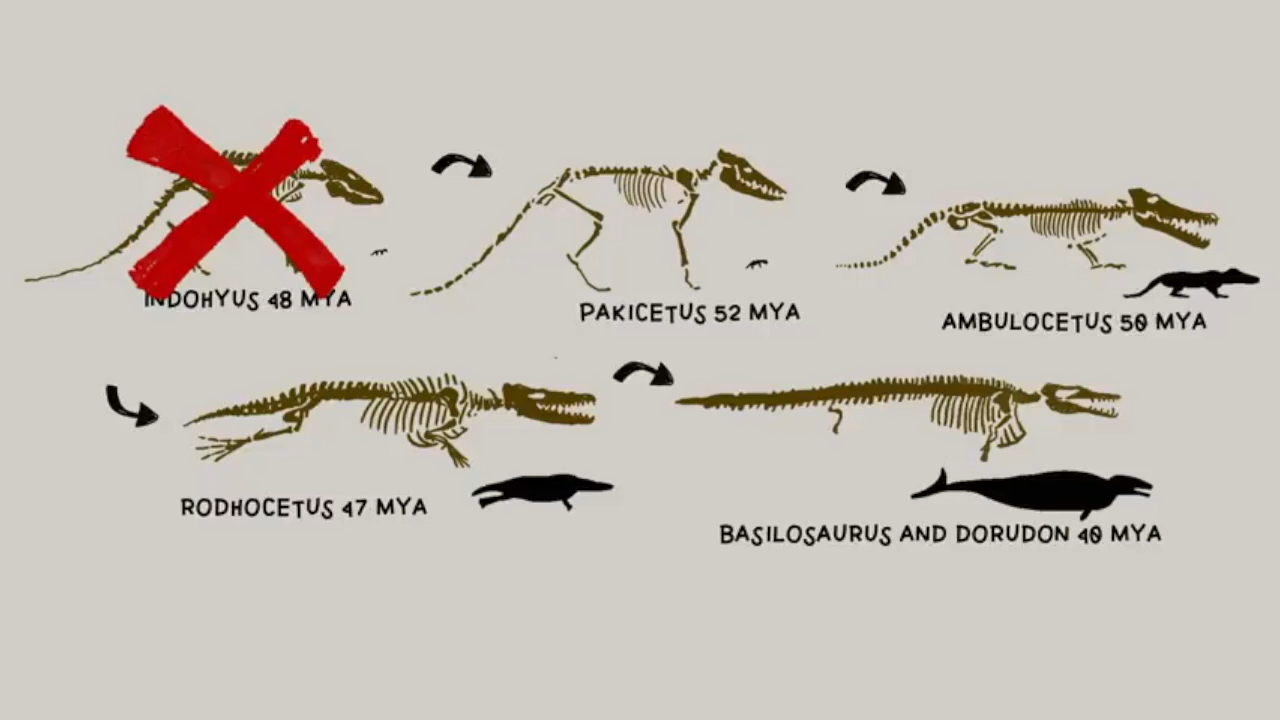 INDOHYUS 48 MYA
PAKICETUS 52 MYA
AMBULOCETUS 50 MYA
RODHOCETUS 47 MYA
BASILOSAURUS AND DORUDON 40 MYA